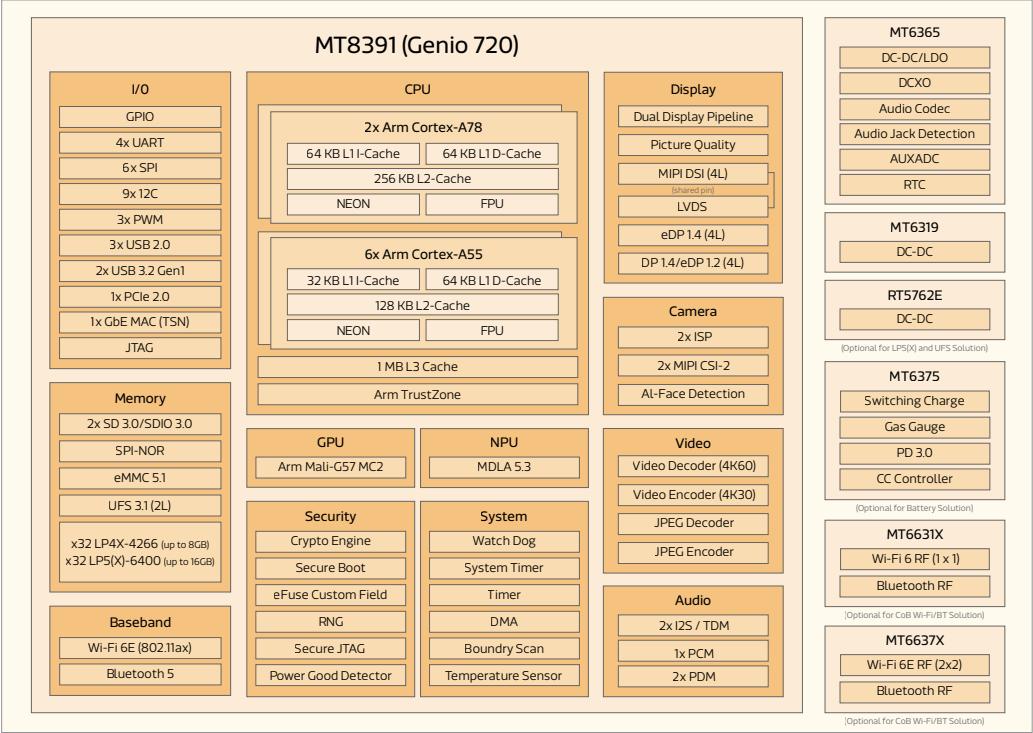 MT8391 (Genio 720)
I/O
GPIO
4x UART
6x SPI
9x 12C
3x PWM
3x USB 2.0
2x USB 3.2 Gen1
1x PCIe 2.0
1x GbE MAC (TSN)
JTAG
Memory
2x SD 3.0/SDIO 3.0
SPI-NOR
eMMC 5.1
UFS 3.1 (2L)
x32 LP4X-4266 (up to 8GB)
x32 LP5(X)-6400 (up to 16GB)
Baseband
Wi-Fi 6E (802.11ax)
Bluetooth 5
CPU
2x Arm Cortex-A78
64 KB L1 I-Cache
64 KB L1 D-Cache
256 KB L2-Cache
NEON
FPU
6x Arm Cortex-A55
32 KB L1 I-Cache
64 KB L1 D-Cache
128 KB L2-Cache
NEON
FPU
1 MB L3 Cache
Arm TrustZone
GPU
Arm Mali-G57 MC2
NPU
MDLA 5.3
Security
Crypto Engine
Secure Boot
eFuse Custom Field
RNG
Secure JTAG
Power Good Detector
System
Watch Dog
System Timer
Timer
DMA
Boundry Scan
Temperature Sensor
Display
Dual Display Pipeline
Picture Quality
MIPI DSI (4L)
(shared pin)
LVDS
eDP 1.4 (4L)
DP 1.4/eDP 1.2 (4L)
Camera
2x ISP
2x MIPI CSI-2
Al-Face Detection
Video
Video Decoder (4K60)
Video Encoder (4K30)
JPEG Decoder
JPEG Encoder
Audio
2x I2S / TDM
1x PCM
2x PDM
MT6365
DC-DC/LDO
DCXO
Audio Codec
Audio Jack Detection
AUXADC
RTC
MT6319
DC-DC
RT5762E
DC-DC
(Optional for LP5(X) and UFS Solution)
MT6375
Switching Charge
Gas Gauge
PD 3.0
CC Controller
(Optional for Battery Solution)
MT6631X
Wi-Fi 6 RF (1 x 1)
Bluetooth RF
(Optional for CoB Wi-Fi/BT Solution)
MT6637X
Wi-Fi 6E RF (2x2)
Bluetooth RF
(Optional for CoB Wi-Fi/BT Solution)